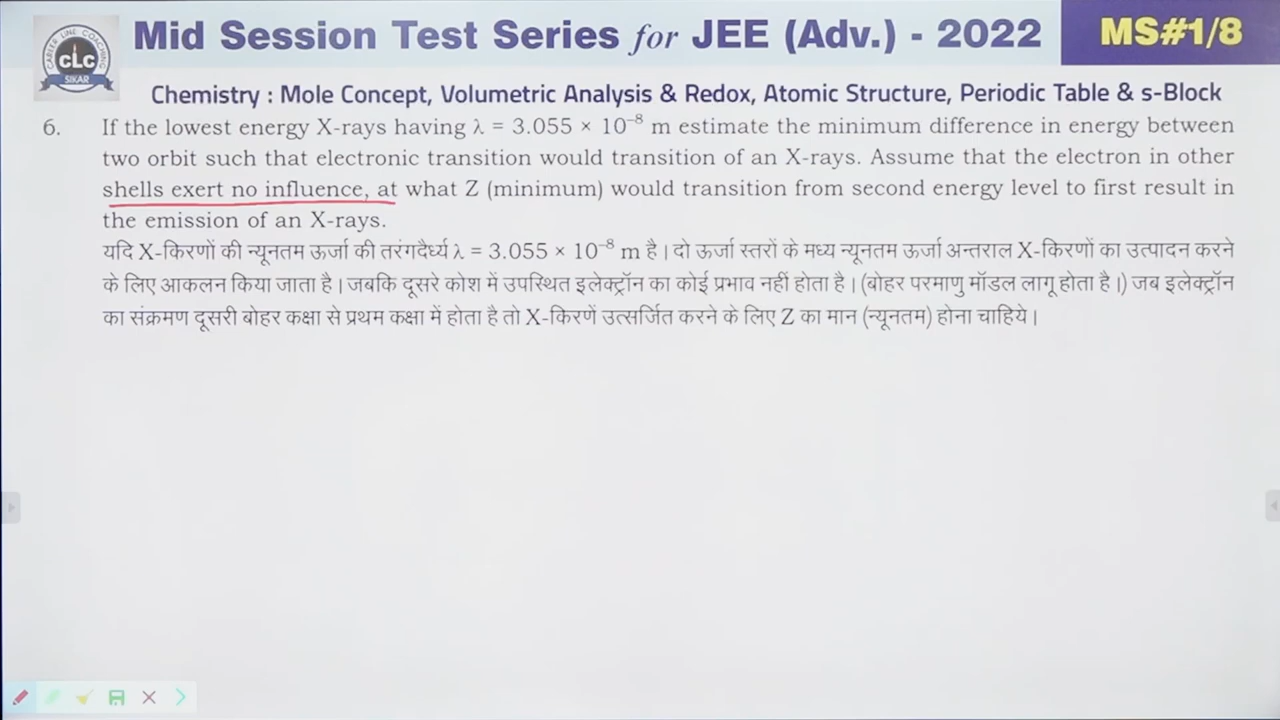 Mid Session Test Series for JEE (Adv.) - 2022
MS#1/8
CAREER LINE COACHING
CLC
SIKAR
Chemistry : Mole Concept, Volumetric Analysis & Redox, Atomic Structure, Periodic Table & s-Block
6. If the lowest energy X-rays having λ = 3.055 × 10⁻⁸ m estimate the minimum difference in energy between
two orbit such that electronic transition would transition of an X-rays. Assume that the electron in other
shells exert no influence, at what Z (minimum) would transition from second energy level to first result in
the emission of an X-rays.
यदि X-किरणों की न्यूनतम ऊर्जा की तरंगदैर्ध्य λ = 3.055 × 10⁻⁸ m है। दो ऊर्जा स्तरों के मध्य न्यूनतम ऊर्जा अन्तराल X-किरणों का उत्पादन करने
के लिए आकलन किया जाता है। जबकि दूसरे कोश में उपस्थित इलेक्ट्रॉन का कोई प्रभाव नहीं होता है। (बोहर परमाणु मॉडल लागू होता है।) जब इलेक्ट्रॉन
का संक्रमण दूसरी बोहर कक्षा से प्रथम कक्षा में होता है तो X-किरणें उत्सर्जित करने के लिए Z का मान (न्यूनतम) होना चाहिये।